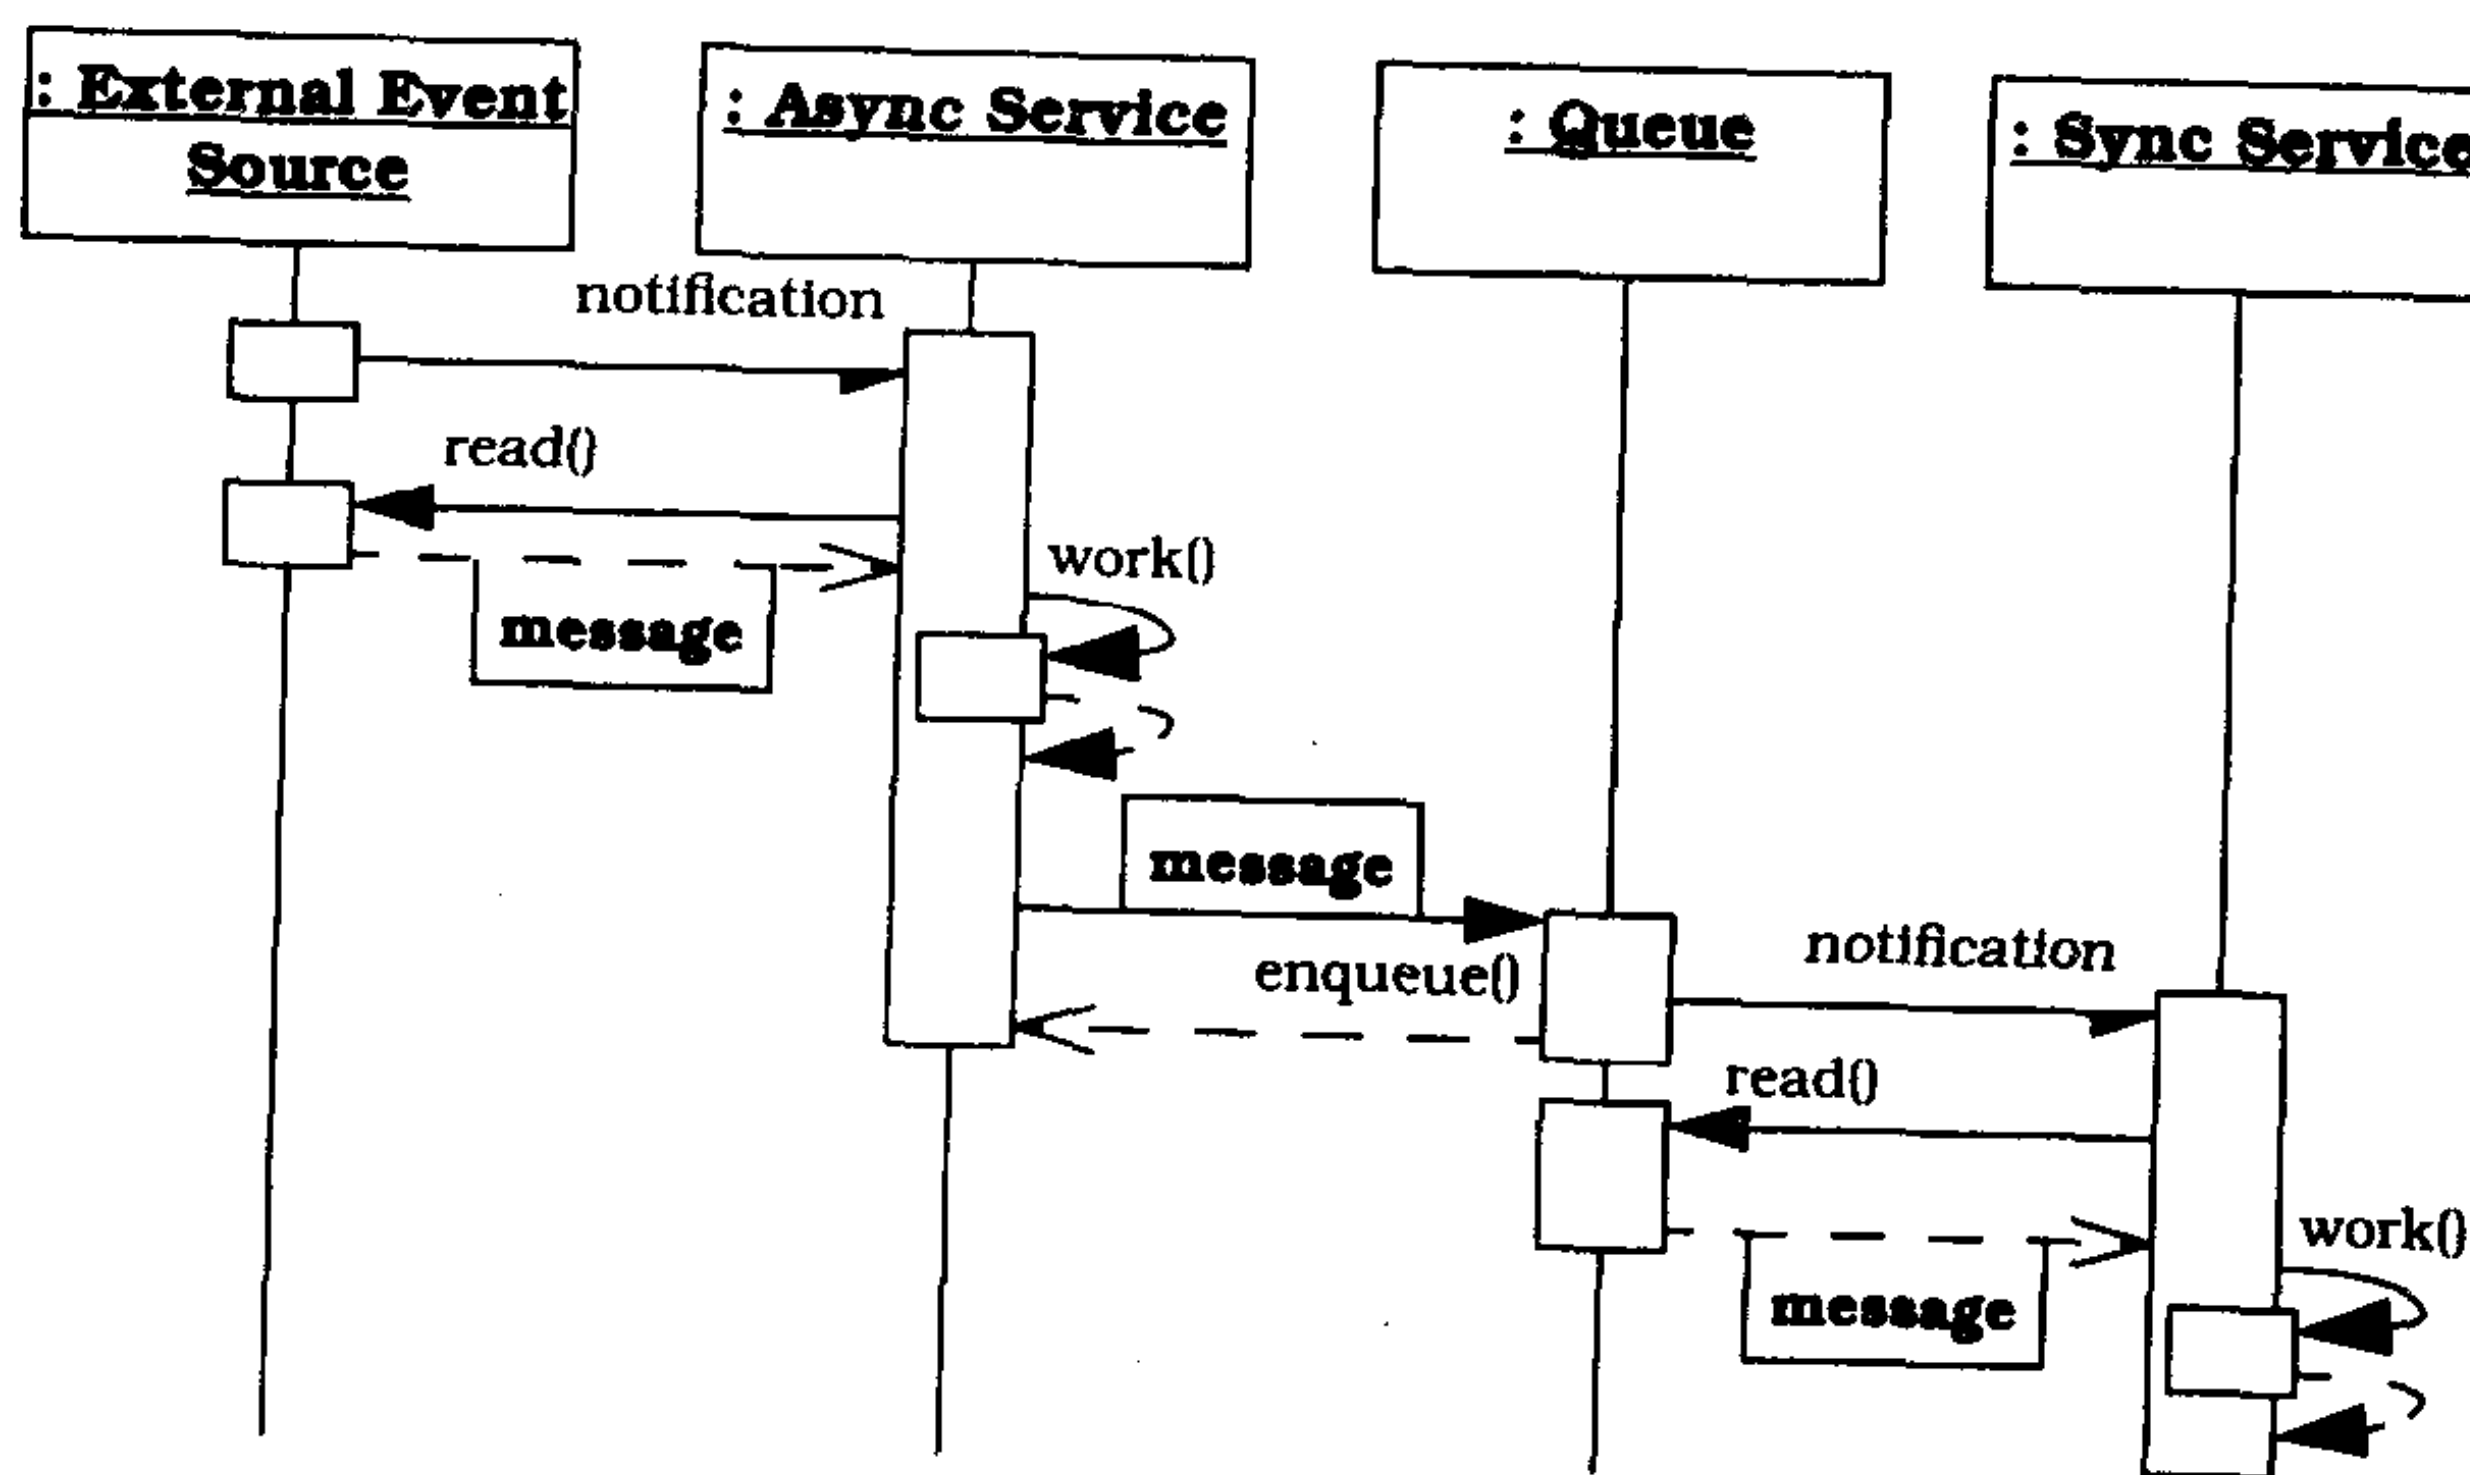 : External Event
Source
: Async Service
: Queue
: Sync Service
notification
read()
work()
message
message
enqueue()
notification
read()
work()
message